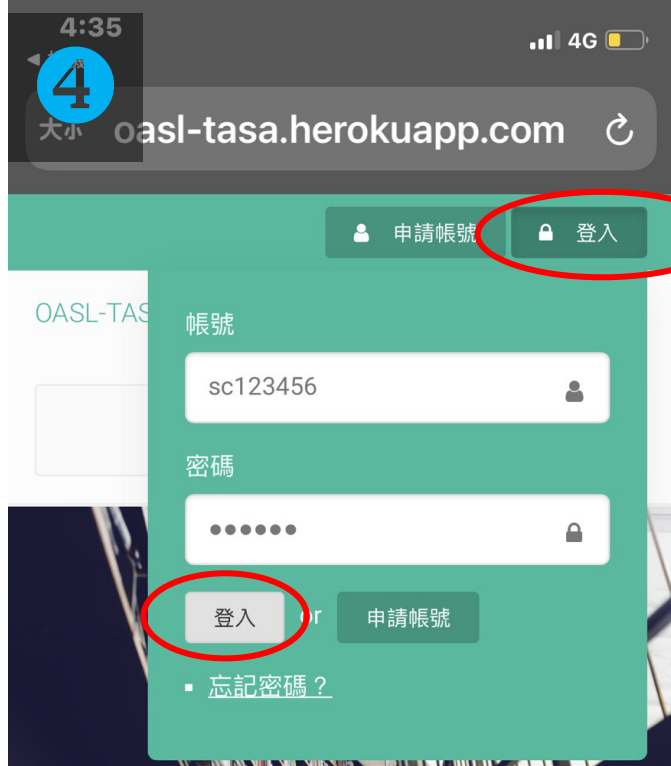 4:35
4G
4
大小 oasl-tasa.herokuapp.com
申請帳號 登入
OASL-TAS
帳號
sc123456
密碼
••••••
登入 or 申請帳號
忘記密碼？